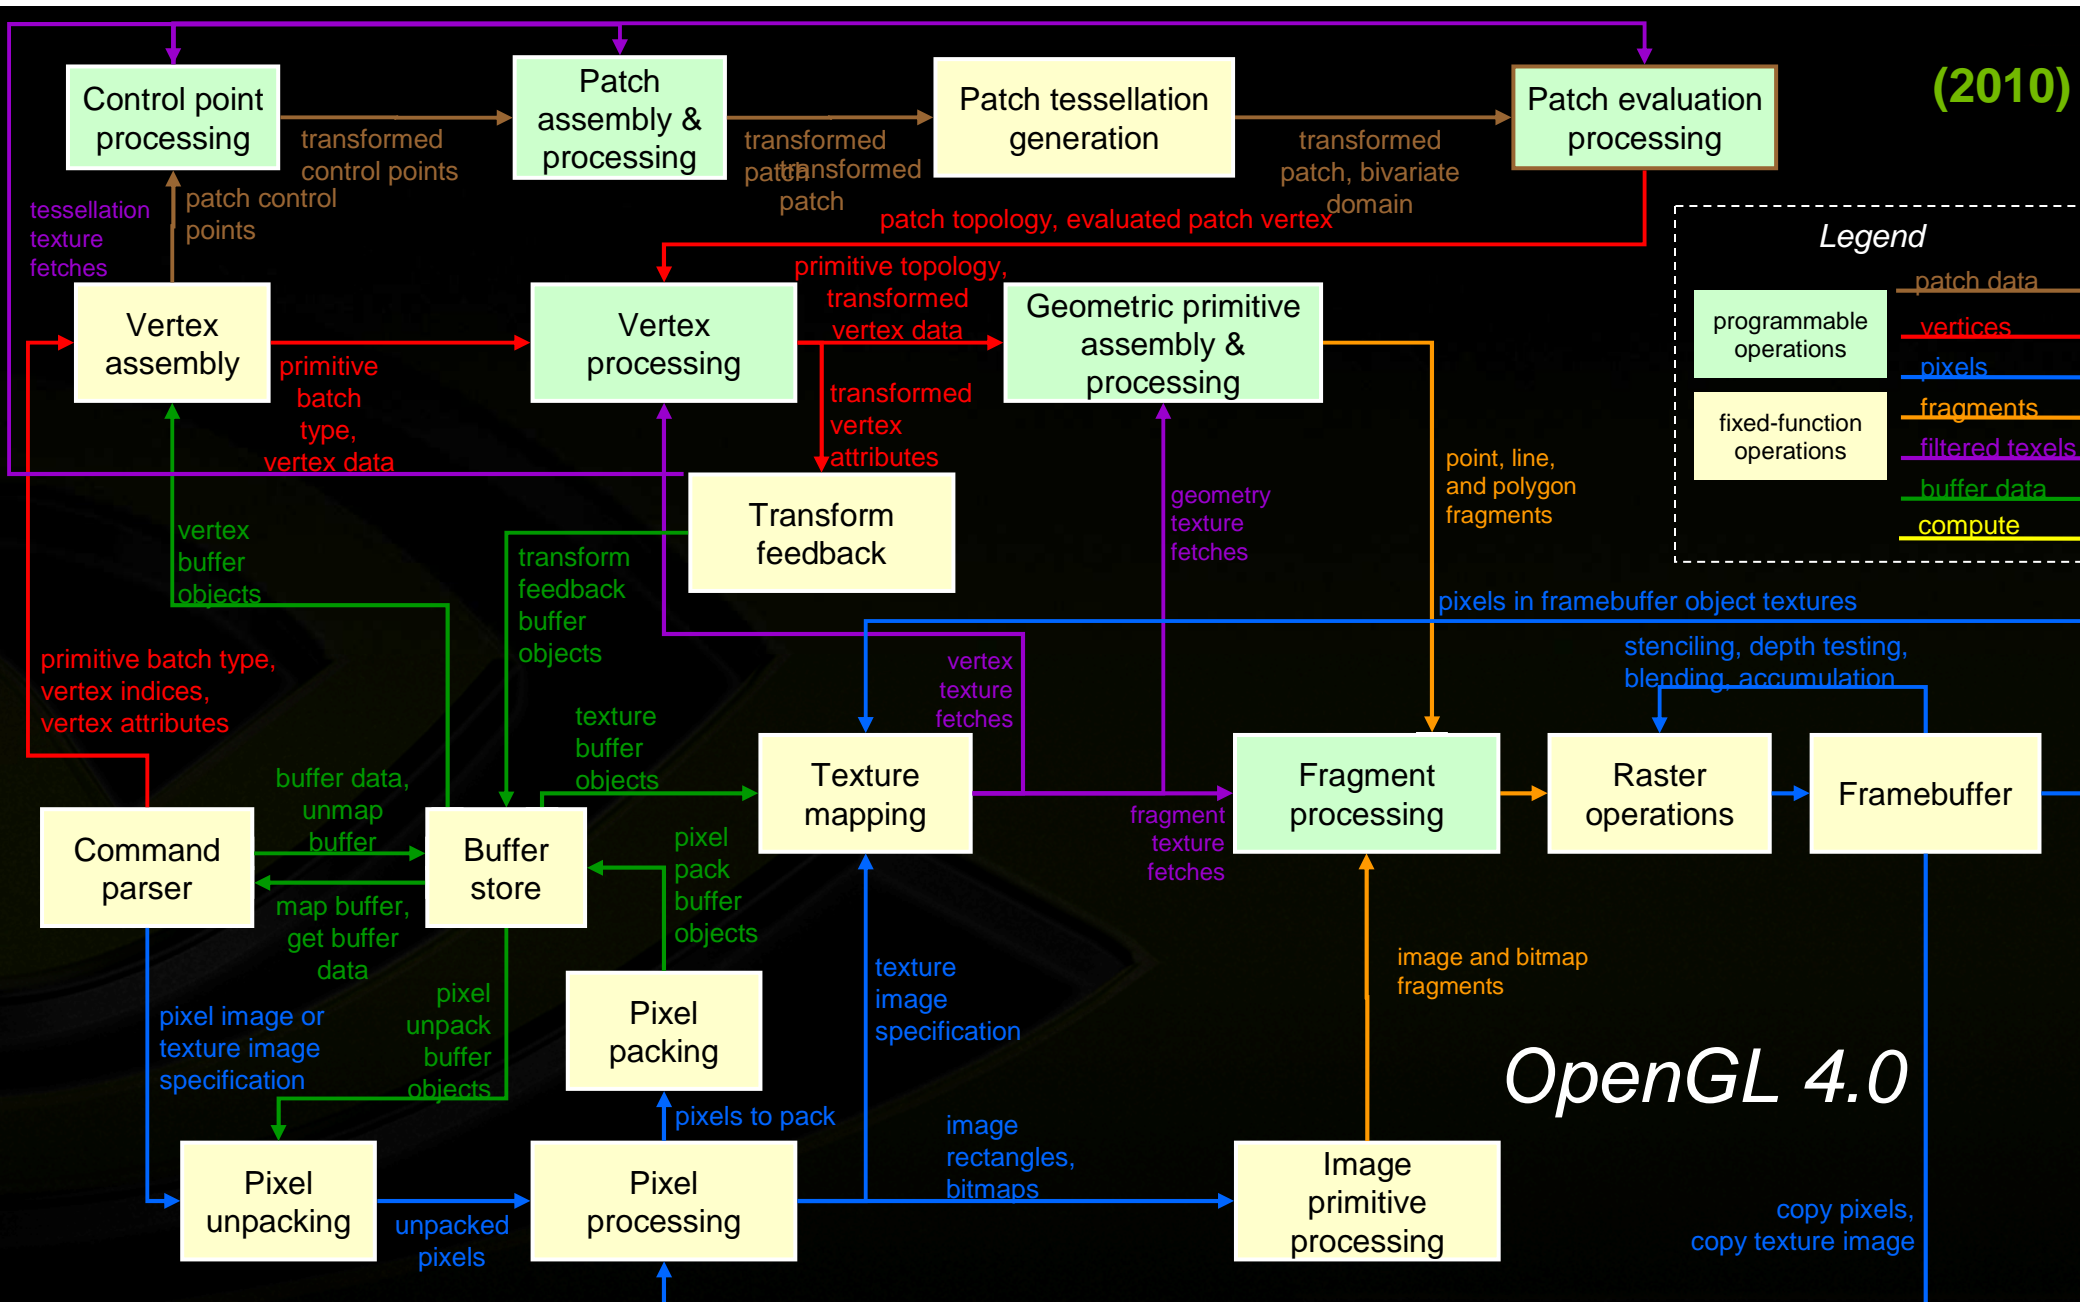 (2010)
Control point
processing
Patch
assembly &
processing
Patch tessellation
generation
Patch evaluation
processing
transformed
control points
transformed
patch
transformed
patch
transformed
patch, bivariate
domain
patch control
points
tessellation
texture
fetches
patch topology, evaluated patch vertex
Legend
programmable
operations
fixed-function
operations
patch data
vertices
pixels
fragments
filtered texels
buffer data
compute
Vertex
assembly
primitive
batch
type,
vertex data
Vertex
processing
primitive topology,
transformed
vertex data
Geometric primitive
assembly &
processing
transformed
vertex
attributes
point, line,
and polygon
fragments
geometry
texture
fetches
Transform
feedback
vertex
buffer
objects
transform
feedback
buffer
objects
pixels in framebuffer object textures
stenciling, depth testing,
blending, accumulation
primitive batch type,
vertex indices,
vertex attributes
vertex
texture
fetches
texture
buffer
objects
Texture
mapping
Fragment
processing
Raster
operations
Framebuffer
buffer data,
unmap
buffer
Command
parser
Buffer
store
map buffer,
get buffer
data
pixel
pack
buffer
objects
fragment
texture
fetches
pixel image or
texture image
specification
pixel
unpack
buffer
objects
Pixel
packing
texture
image
specification
image and bitmap
fragments
OpenGL 4.0
pixels to pack
image
rectangles,
bitmaps
Pixel
unpacking
unpacked
pixels
Pixel
processing
Image
primitive
processing
copy pixels,
copy texture image